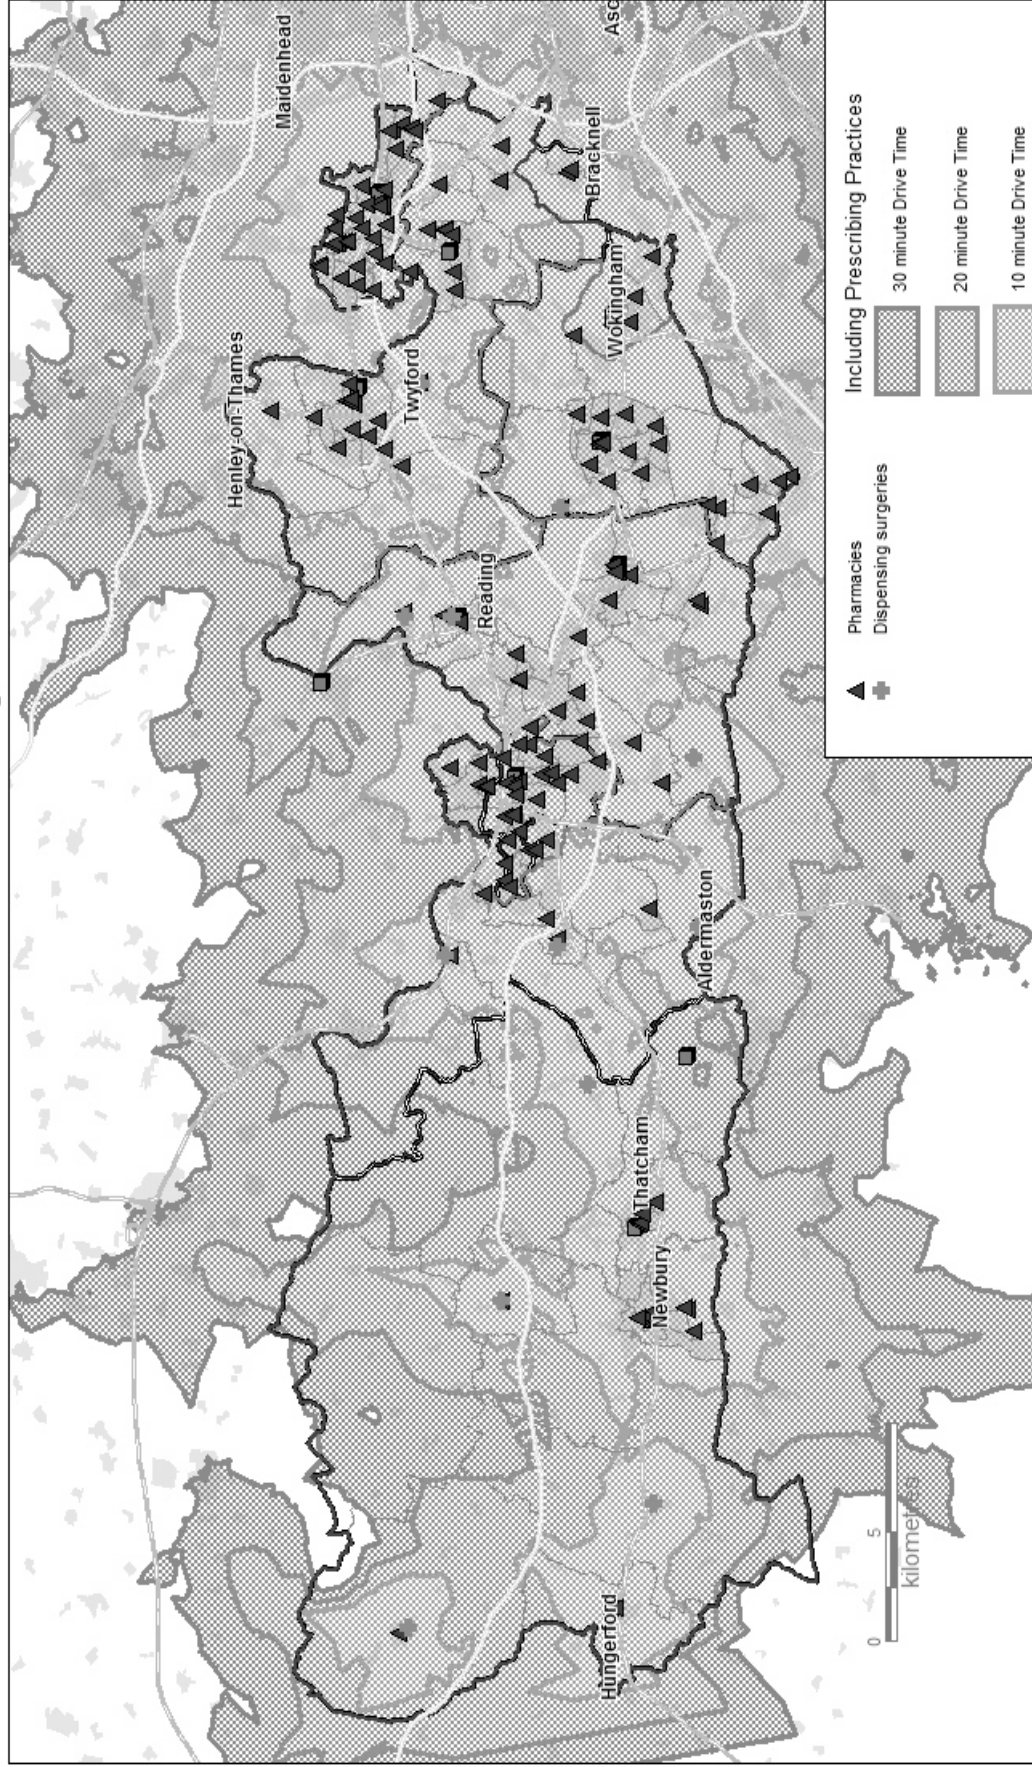 Maidenhead
Asc
Bracknell
Henley-on-Thames
Twyford
Wokingham
Reading
Aldermaston
Thatcham
Newbury
Hungerford
0
5
kilometres
Pharmacies
Dispensing surgeries
Including Prescribing Practices
30 minute Drive Time
20 minute Drive Time
10 minute Drive Time